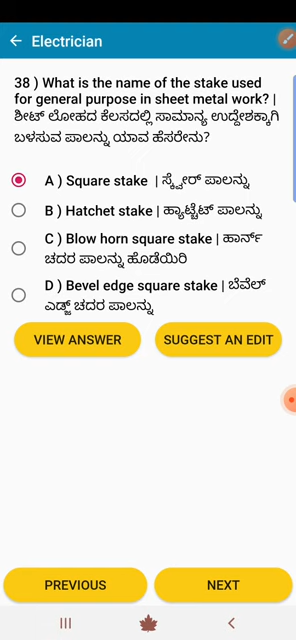 Electrician
38 ) What is the name of the stake used
for general purpose in sheet metal work? |
ಶೀಟ್ ಲೋಹದ ಕೆಲಸದಲ್ಲಿ ಸಾಮಾನ್ಯ ಉದ್ದೇಶಕ್ಕಾಗಿ
ಬಳಸುವ ಪಾಲನ್ನು ಯಾವ ಹೆಸರೇನು?
A ) Square stake | ಸ್ಕ್ವೇರ್ ಪಾಲನ್ನು
B ) Hatchet stake | ಹ್ಯಾಟ್ಚೆಟ್ ಪಾಲನ್ನು
C ) Blow horn square stake | ಹಾರ್ನ್
ಚದರ ಪಾಲನ್ನು ಹೊಡೆಯಿರಿ
D ) Bevel edge square stake | ಬೆವೆಲ್
ಎಡ್ಜ್ ಚದರ ಪಾಲನ್ನು
VIEW ANSWER
SUGGEST AN EDIT
PREVIOUS
NEXT